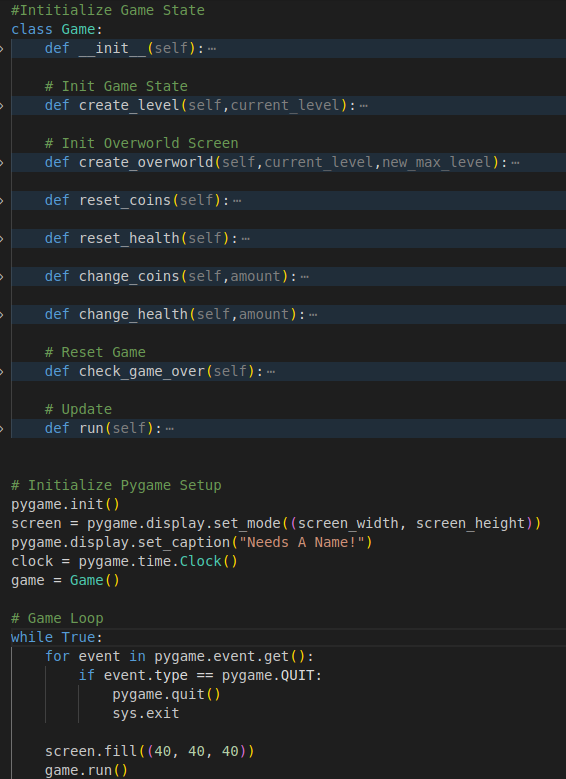 #Intitialize Game State
class Game:
    def __init__(self):⋯
    # Init Game State
    def create_level(self,current_level):⋯
    # Init Overworld Screen
    def create_overworld(self,current_level,new_max_level):⋯
    def reset_coins(self):⋯
    def reset_health(self):⋯
    def change_coins(self,amount):⋯
    def change_health(self,amount):⋯
    # Reset Game
    def check_game_over(self):⋯
    # Update
    def run(self):⋯
# Initialize Pygame Setup
pygame.init()
screen = pygame.display.set_mode((screen_width, screen_height))
pygame.display.set_caption("Needs A Name!")
clock = pygame.time.Clock()
game = Game()
# Game Loop
while True:
    for event in pygame.event.get():
        if event.type == pygame.QUIT:
            pygame.quit()
            sys.exit
    screen.fill((40, 40, 40))
    game.run()